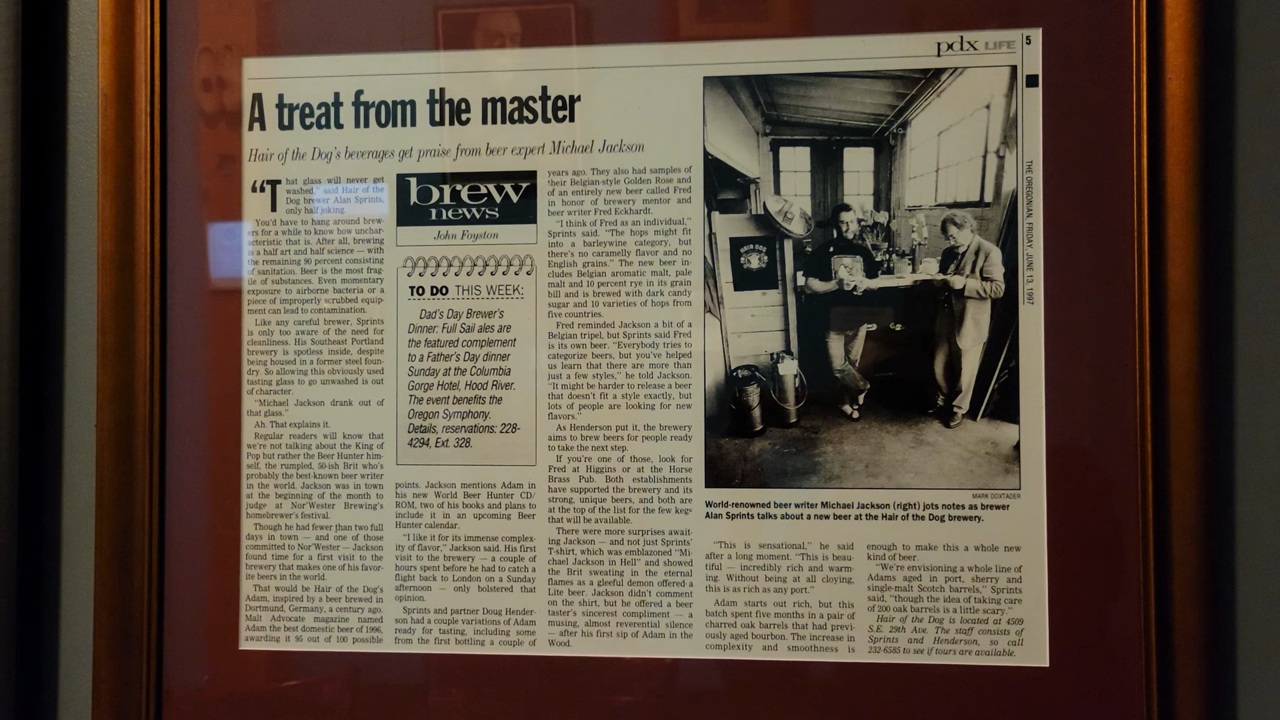 pdx LIFE
5
THE OREGONIAN, FRIDAY, JUNE 13, 1997
A treat from the master
Hair of the Dog's beverages get praise from beer expert Michael Jackson
"That glass will never get
washed," said Hair of the
Dog brewer Alan Sprints,
only half joking.
You'd have to hang around brew-
ers for a while to know how unchar-
acteristic that is. After all, brewing
is a half art and half science — with
the remaining 90 percent consisting
of sanitation. Beer is the most frag-
ile of substances. Even momentary
exposure to airborne bacteria or a
piece of improperly scrubbed equip-
ment can lead to contamination.
Like any careful brewer, Sprints
is only too aware of the need for
cleanliness. His Southeast Portland
brewery is spotless inside, despite
being housed in a former steel foun-
dry. So allowing this obviously used
tasting glass to go unwashed is out
of character.
"Michael Jackson drank out of
that glass."
Ah. That explains it.
Regular readers will know that
we're not talking about the King of
Pop but rather the Beer Hunter him-
self, the rumpled, 50-ish Brit who's
probably the best-known beer writer
in the world. Jackson was in town
at the beginning of the month to
judge at Nor'Wester Brewing's
homebrewer's festival.
Though he had fewer than two full
days in town — and one of those
committed to Nor'Wester — Jackson
found time for a first visit to the
brewery that makes one of his favor-
ite beers in the world.
That would be Hair of the Dog's
Adam, inspired by a beer brewed in
Dortmund, Germany, a century ago.
Malt Advocate magazine named
Adam the best domestic beer of 1996,
awarding it 95 out of 100 possible
brew
news
John Foyston
TO DO THIS WEEK:
Dad's Day Brewer's
Dinner: Full Sail ales are
the featured complement
to a Father's Day dinner
Sunday at the Columbia
Gorge Hotel, Hood River.
The event benefits the
Oregon Symphony.
Details, reservations: 228-
4294, Ext. 328.
points. Jackson mentions Adam in
his new World Beer Hunter CD/
ROM, two of his books and plans to
include it in an upcoming Beer
Hunter calendar.
"I like it for its immense complex-
ity of flavor," Jackson said. His first
visit to the brewery — a couple of
hours spent before he had to catch a
flight back to London on a Sunday
afternoon — only bolstered that
opinion.
Sprints and partner Doug Hender-
son had a couple variations of Adam
ready for tasting, including some
from the first bottling a couple of
years ago. They also had samples of
their Belgian-style Golden Rose and
of an entirely new beer called Fred
in honor of brewery mentor and
beer writer Fred Eckhardt.
"I think of Fred as an individual,"
Sprints said. "The hops might fit
into a barleywine category, but
there's no caramelly flavor and no
English grains." The new beer in-
cludes Belgian aromatic malt, pale
malt and 10 percent rye in its grain
bill and is brewed with dark candy
sugar and 10 varieties of hops from
five countries.
Fred reminded Jackson a bit of a
Belgian tripel, but Sprints said Fred
is its own beer. "Everybody tries to
categorize beers, but you've helped
us learn that there are more than
just a few styles," he told Jackson.
"It might be harder to release a beer
that doesn't fit a style exactly, but
lots of people are looking for new
flavors."
As Henderson put it, the brewery
aims to brew beers for people ready
to take the next step.
If you're one of those, look for
Fred at Higgins or at the Horse
Brass Pub. Both establishments
have supported the brewery and its
strong, unique beers, and both are
at the top of the list for the few kegs
that will be available.
There were more surprises await-
ing Jackson — and not just Sprints'
T-shirt, which was emblazoned "Mi-
chael Jackson in Hell" and showed
the Brit sweating in the eternal
flames as a gleeful demon offered a
Lite beer. Jackson didn't comment
on the shirt, but he offered a beer
taster's sincerest compliment — a
musing, almost reverential silence
— after his first sip of Adam in the
Wood.
HAIR DOG
MARK DOXTADER
World-renowned beer writer Michael Jackson (right) jots notes as brewer
Alan Sprints talks about a new beer at the Hair of the Dog brewery.
"This is sensational," he said
after a long moment. "This is beau-
tiful — incredibly rich and warm-
ing. Without being at all cloying,
this is rich as any port."
Adam starts out rich, but this
batch spent five months in a pair of
charred oak barrels that had previ-
ously aged bourbon. The increase in
complexity and smoothness is
enough to make this a whole new
kind of beer.
"We're envisioning a whole line of
Adams aged in port, sherry and
single-malt Scotch barrels," Sprints
said, "though the idea of taking care
of 200 oak barrels is a little scary."
Hair of the Dog is located at 4509
S.E. 29th Ave. The staff consists of
Sprints and Henderson, so call
232-6585 to see if tours are available.